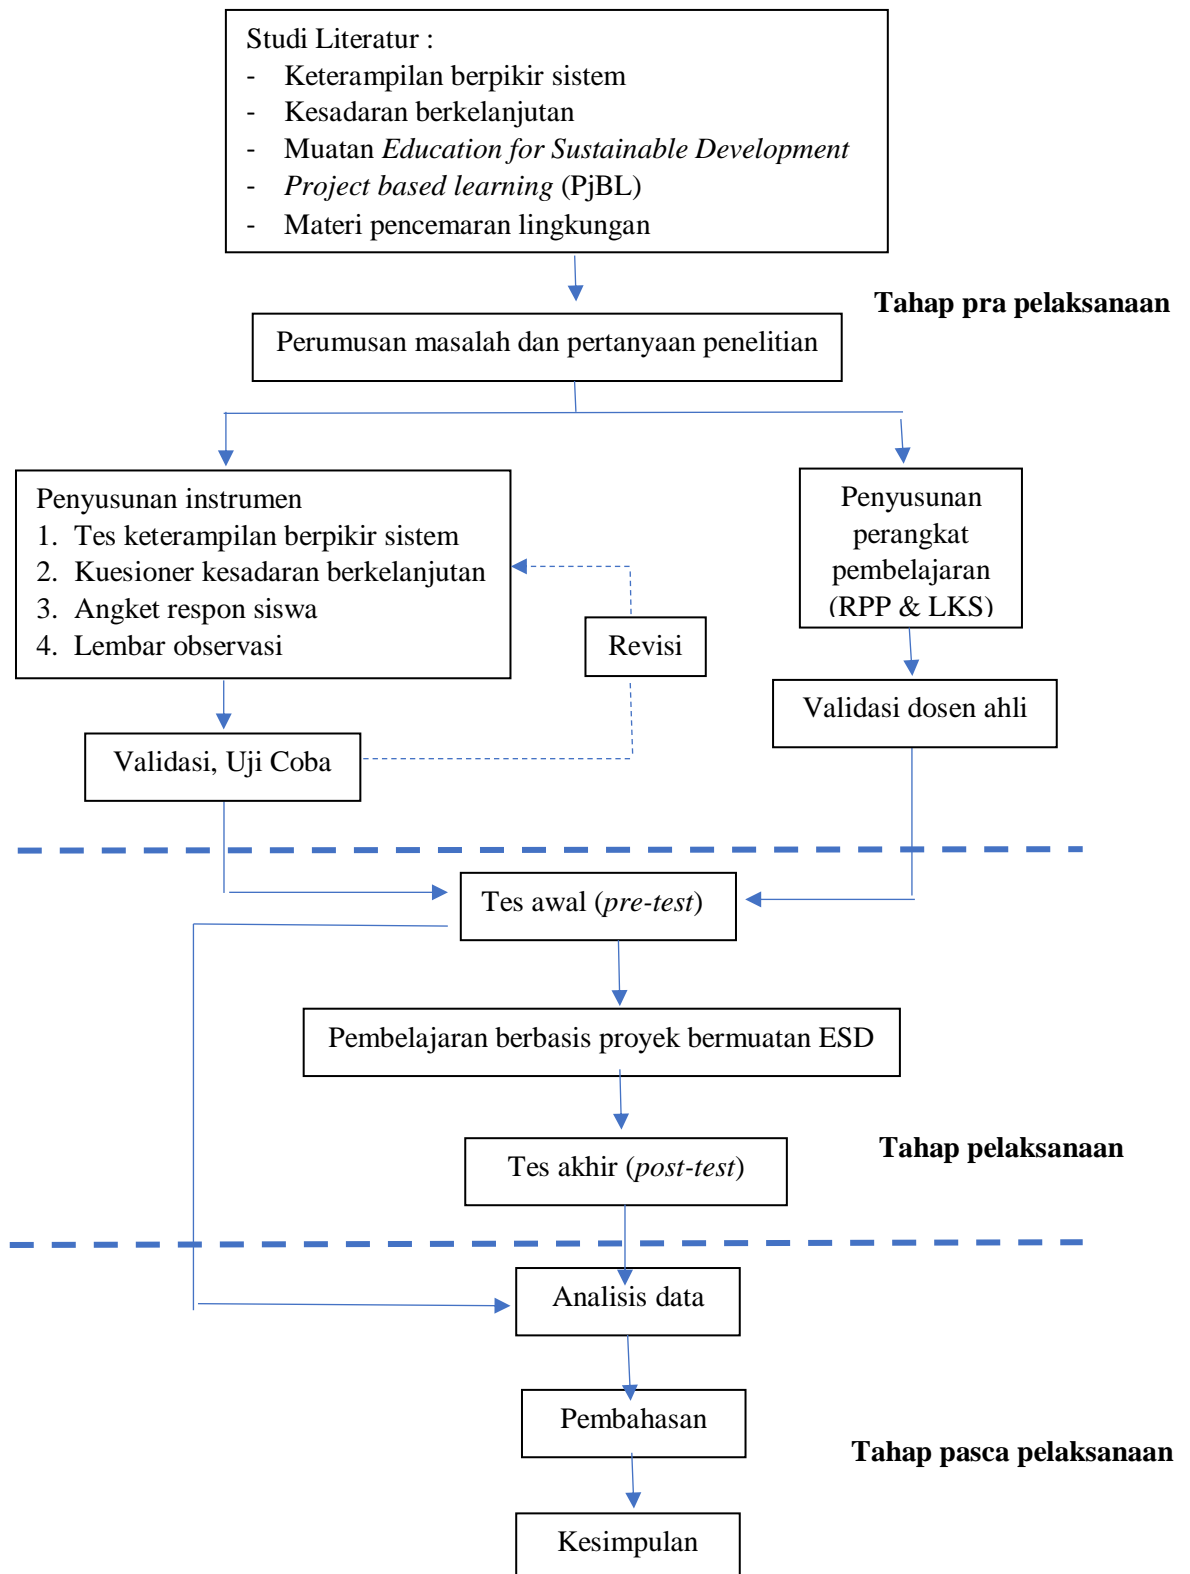 Studi Literatur :
- Keterampilan berpikir sistem
- Kesadaran berkelanjutan
- Muatan Education for Sustainable Development
- Project based learning (PjBL)
- Materi pencemaran lingkungan
Tahap pra pelaksanaan
Perumusan masalah dan pertanyaan penelitian
Penyusunan instrumen
1. Tes keterampilan berpikir sistem
2. Kuesioner kesadaran berkelanjutan
3. Angket respon siswa
4. Lembar observasi
Revisi
Penyusunan
perangkat
pembelajaran
(RPP & LKS)
Validasi dosen ahli
Validasi, Uji Coba
Tes awal (pre-test)
Pembelajaran berbasis proyek bermuatan ESD
Tes akhir (post-test)
Tahap pelaksanaan
Analisis data
Pembahasan
Tahap pasca pelaksanaan
Kesimpulan